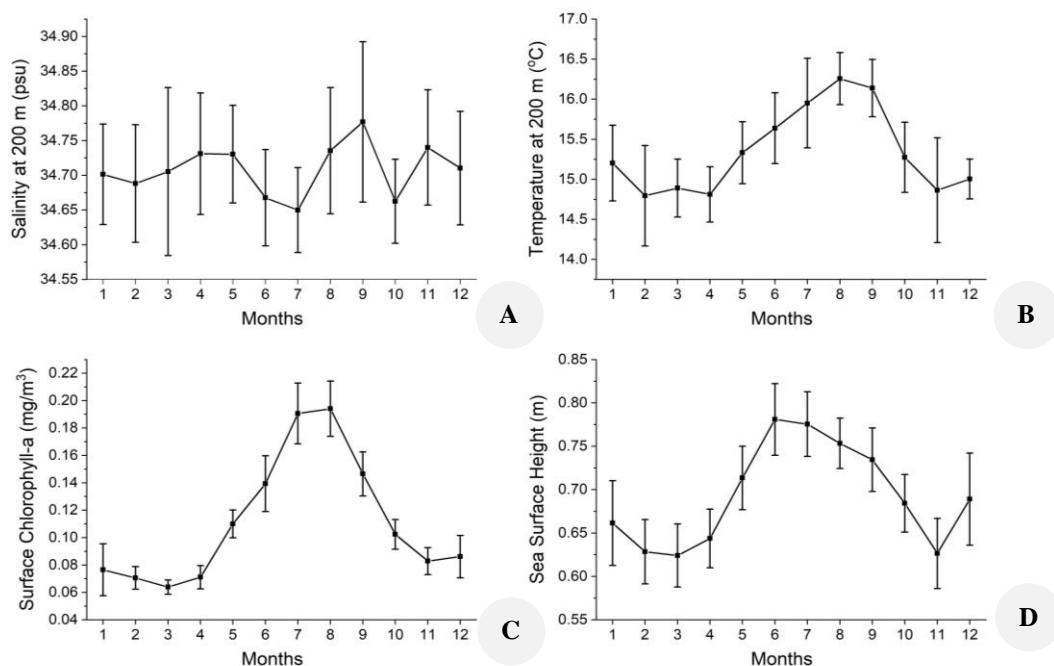 Salinity at 200 m (psu)
34.90
34.85
34.80
34.75
34.70
34.65
34.60
34.55
1 2 3 4 5 6 7 8 9 10 11 12
Months
A
Temperature at 200 m (°C)
17.0
16.5
16.0
15.5
15.0
14.5
14.0
1 2 3 4 5 6 7 8 9 10 11 12
Months
B
Surface Chlorophyll-a (mg/m³)
0.22
0.20
0.18
0.16
0.14
0.12
0.10
0.08
0.06
0.04
1 2 3 4 5 6 7 8 9 10 11 12
Months
C
Sea Surface Height (m)
0.85
0.80
0.75
0.70
0.65
0.60
0.55
1 2 3 4 5 6 7 8 9 10 11 12
Months
D